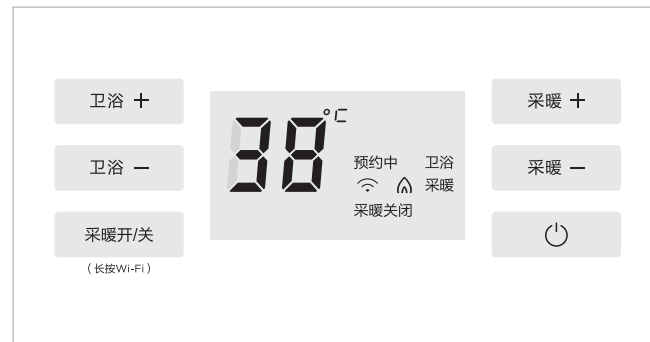 卫浴 +
卫浴 -
采暖开/关
(长按Wi-Fi)
38°C
预约中 卫浴
采暖
采暖关闭
采暖 +
采暖 -